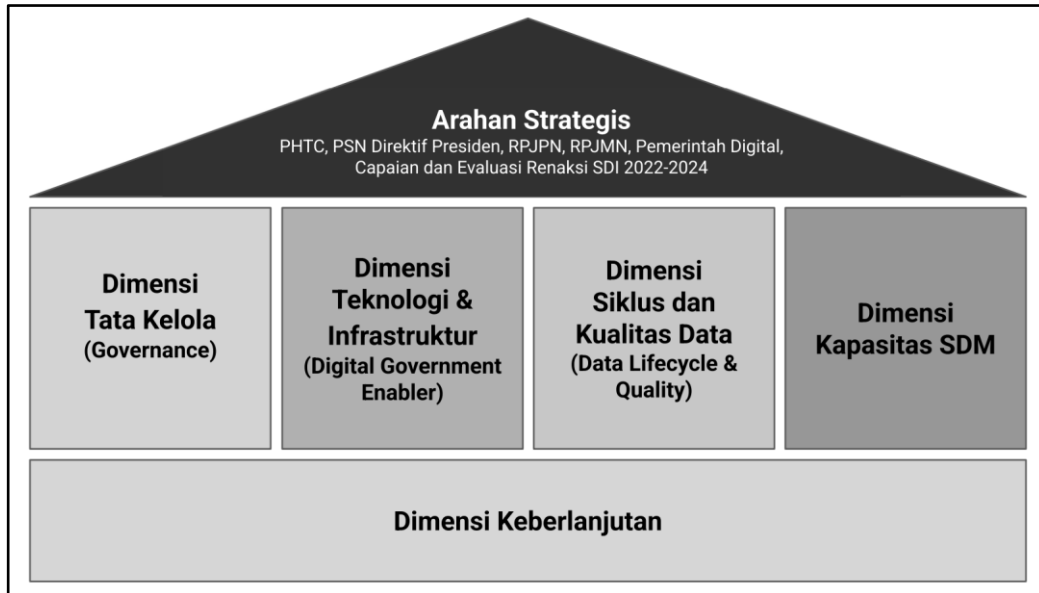 Arahan Strategis
PHTC, PSN Direktif Presiden, RPJPN, RPJMN, Pemerintah Digital,
Capaian dan Evaluasi Renaksi SDI 2022-2024
Dimensi
Tata Kelola
(Governance)
Dimensi
Teknologi &
Infrastruktur
(Digital Government
Enabler)
Dimensi
Siklus dan
Kualitas Data
(Data Lifecycle &
Quality)
Dimensi
Kapasitas SDM
Dimensi Keberlanjutan